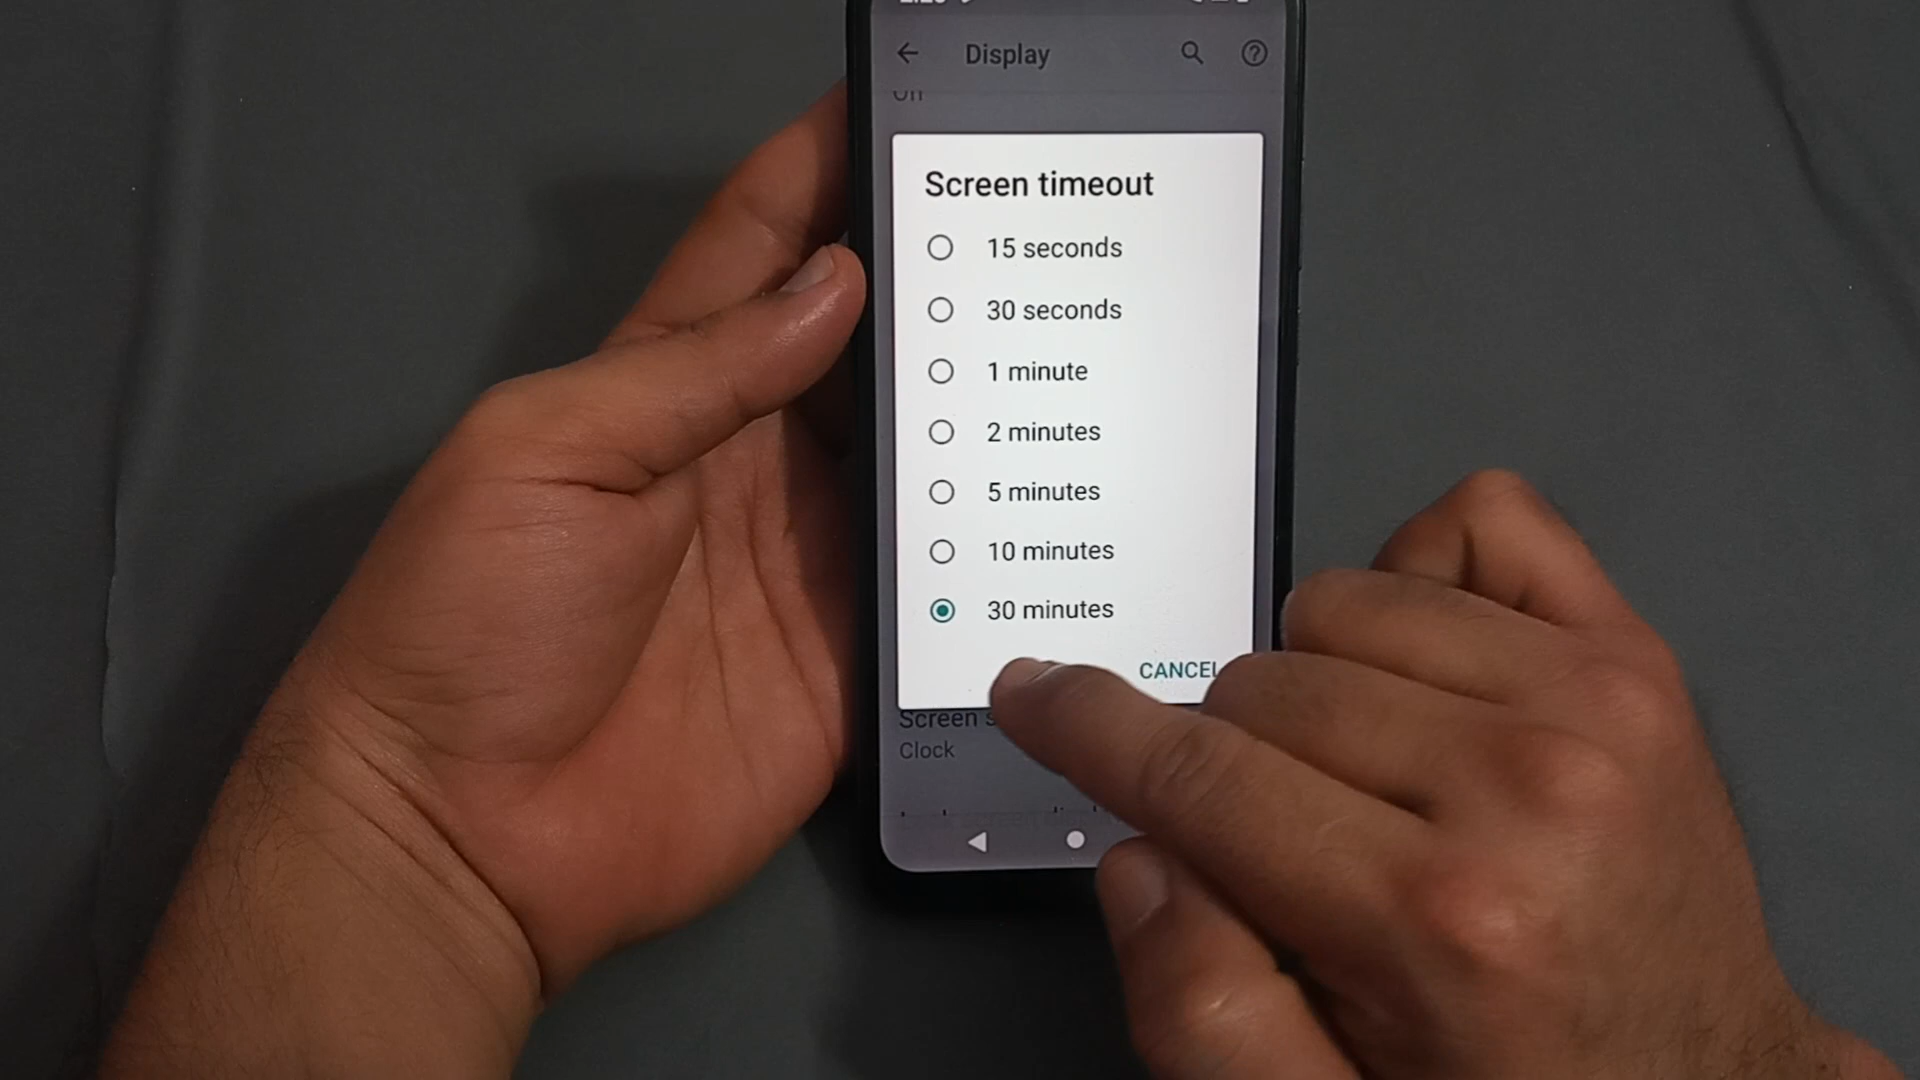 Display
Screen timeout
15 seconds
30 seconds
1 minute
2 minutes
5 minutes
10 minutes
30 minutes
CANCEL
Screen s
Clock